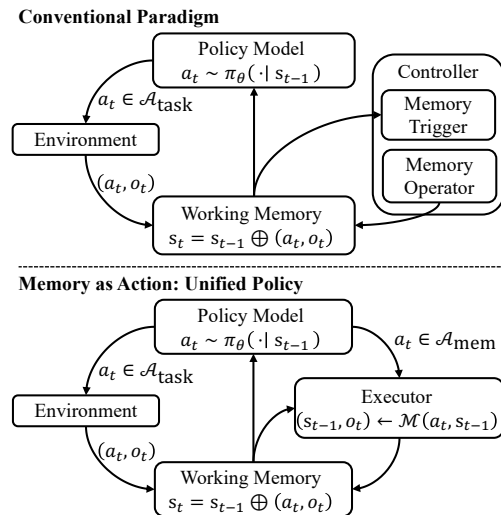 Conventional Paradigm
Policy Model
a_t ~ π_θ(·| s_{t−1})
Controller
a_t ∈ 𝒜_task
Memory
Trigger
Environment
Memory
Operator
(a_t, o_t)
Working Memory
s_t = s_{t−1} ⊕ (a_t, o_t)
Memory as Action: Unified Policy
Policy Model
a_t ~ π_θ(·| s_{t−1})
a_t ∈ 𝒜_mem
a_t ∈ 𝒜_task
Executor
(s_{t−1}, o_t) ← ℳ(a_t, s_{t−1})
Environment
(a_t, o_t)
Working Memory
s_t = s_{t−1} ⊕ (a_t, o_t)